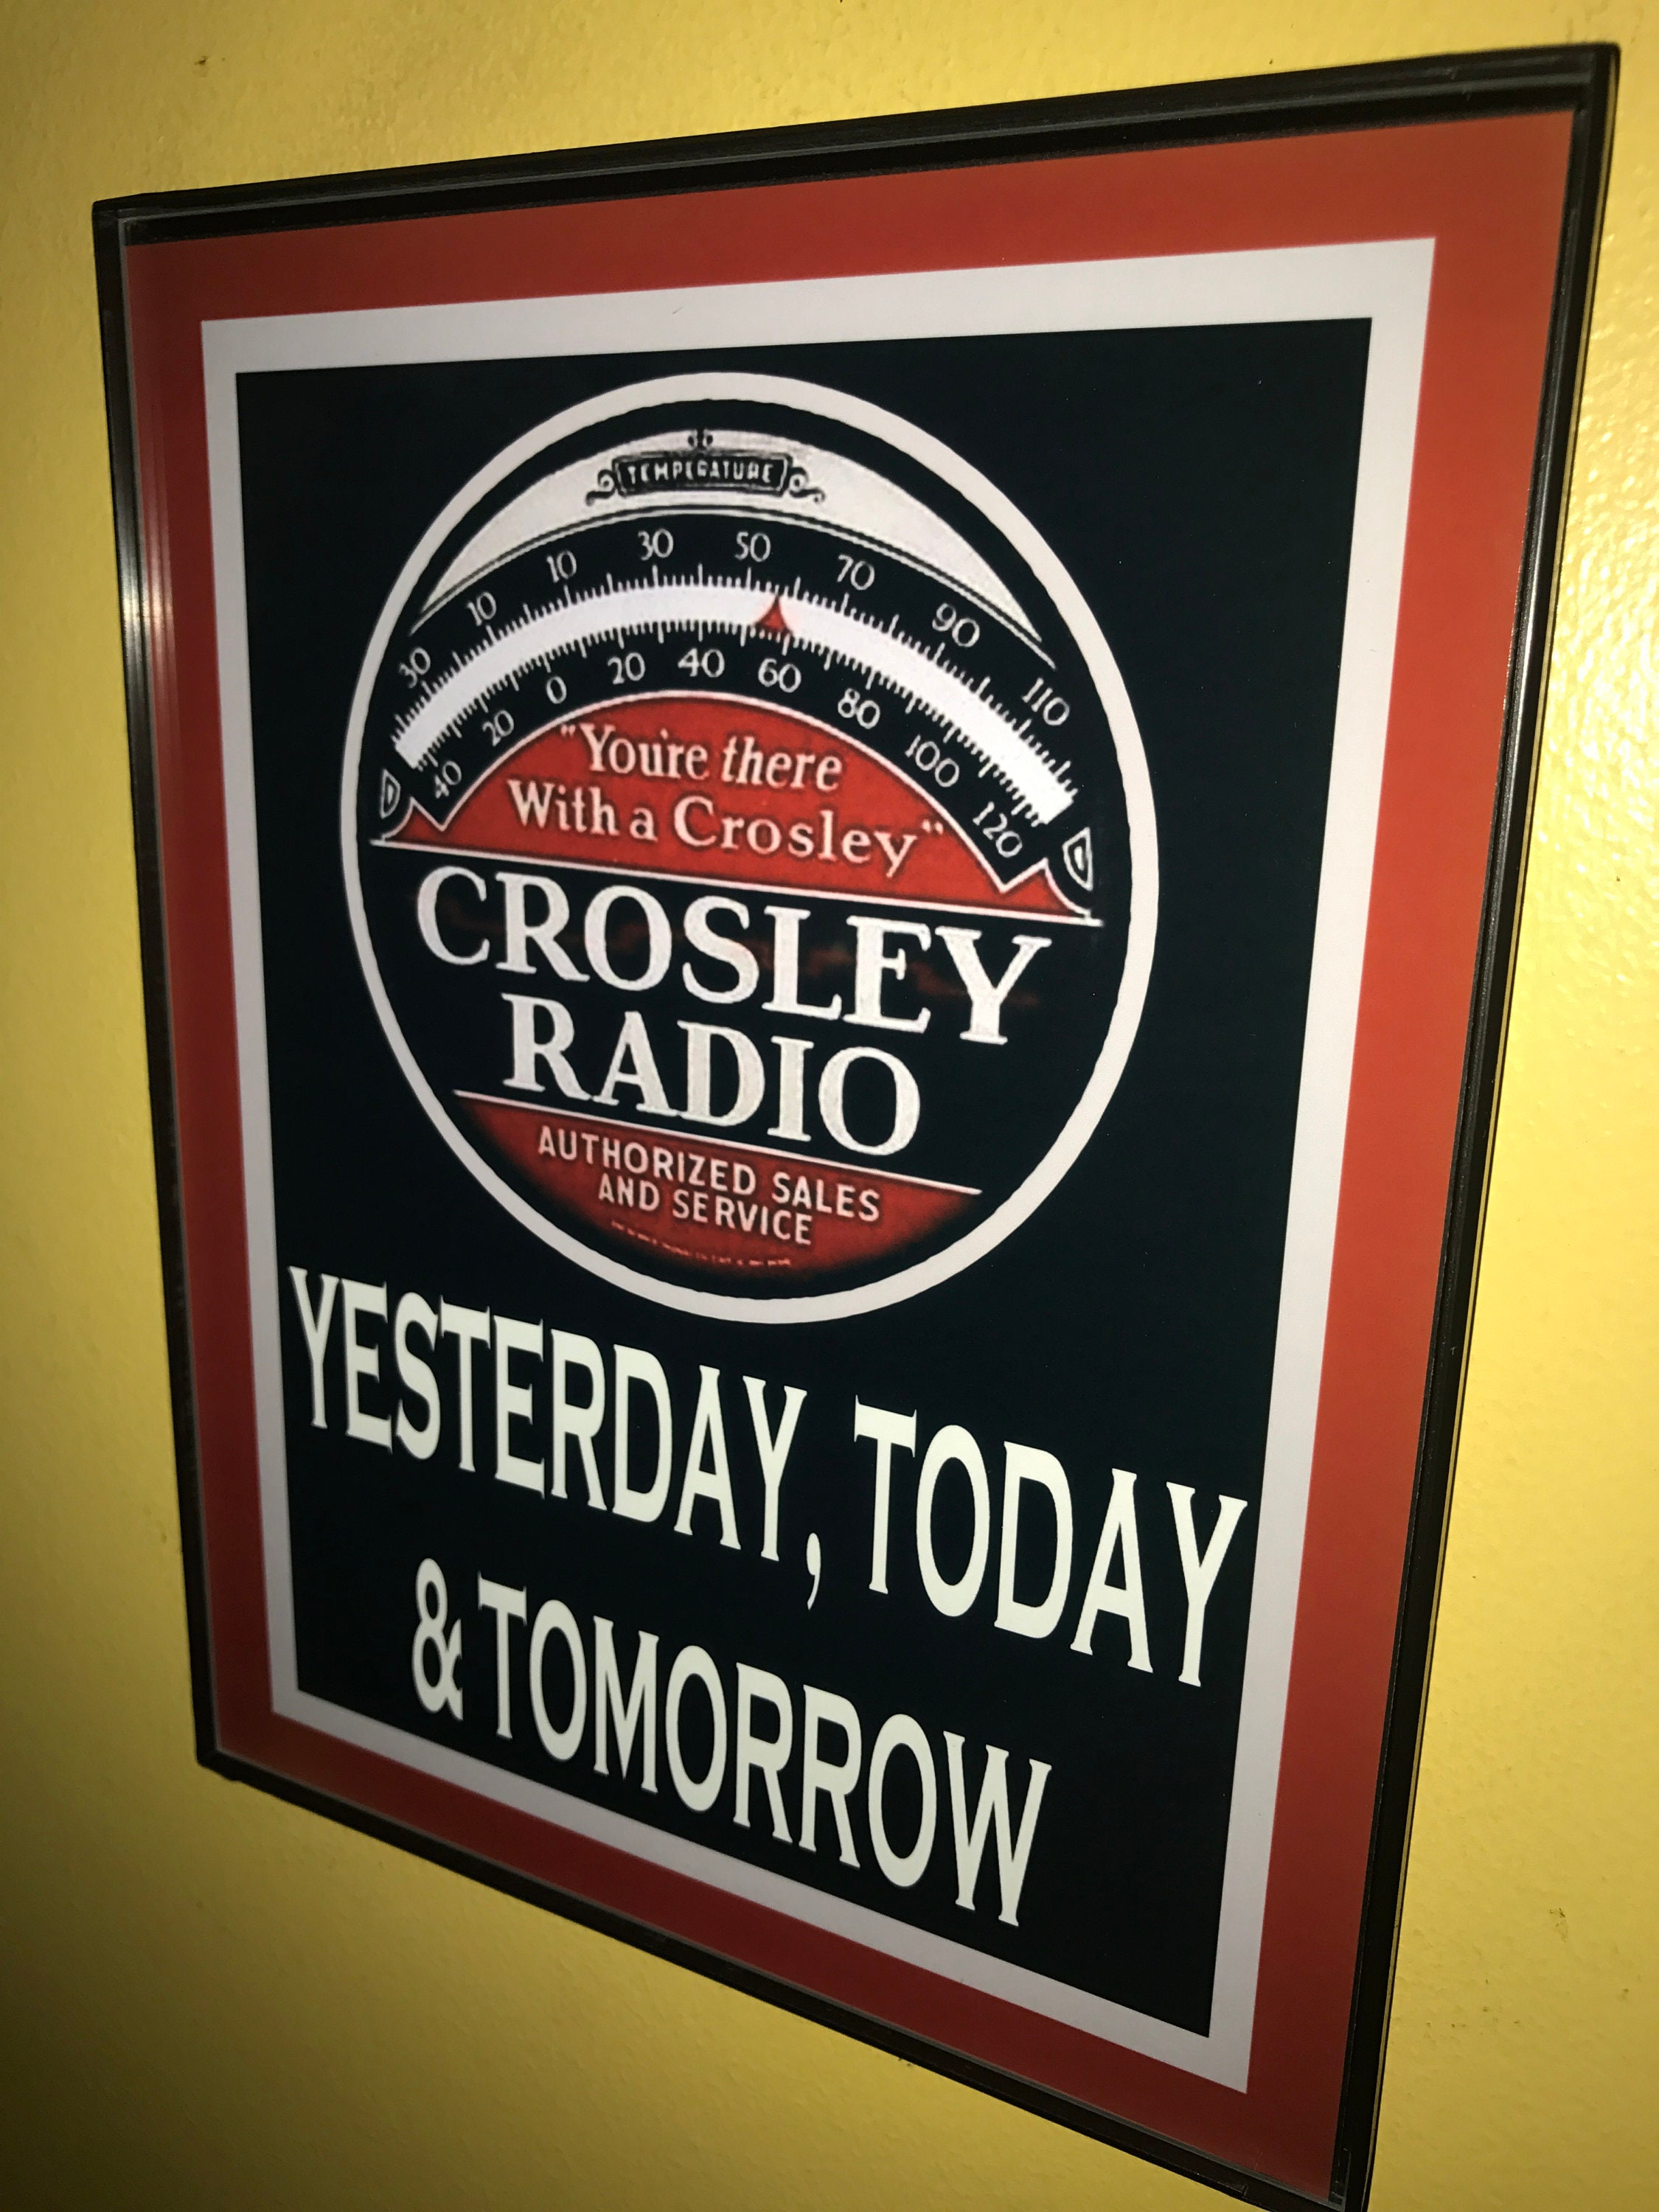 TEMPERATURE
30 10 10 30 50 70 90 110
40 20 0 20 40 60 80 100 120
"You're there
With a Crosley"
CROSLEY
RADIO
AUTHORIZED SALES
AND SERVICE
YESTERDAY, TODAY
& TOMORROW